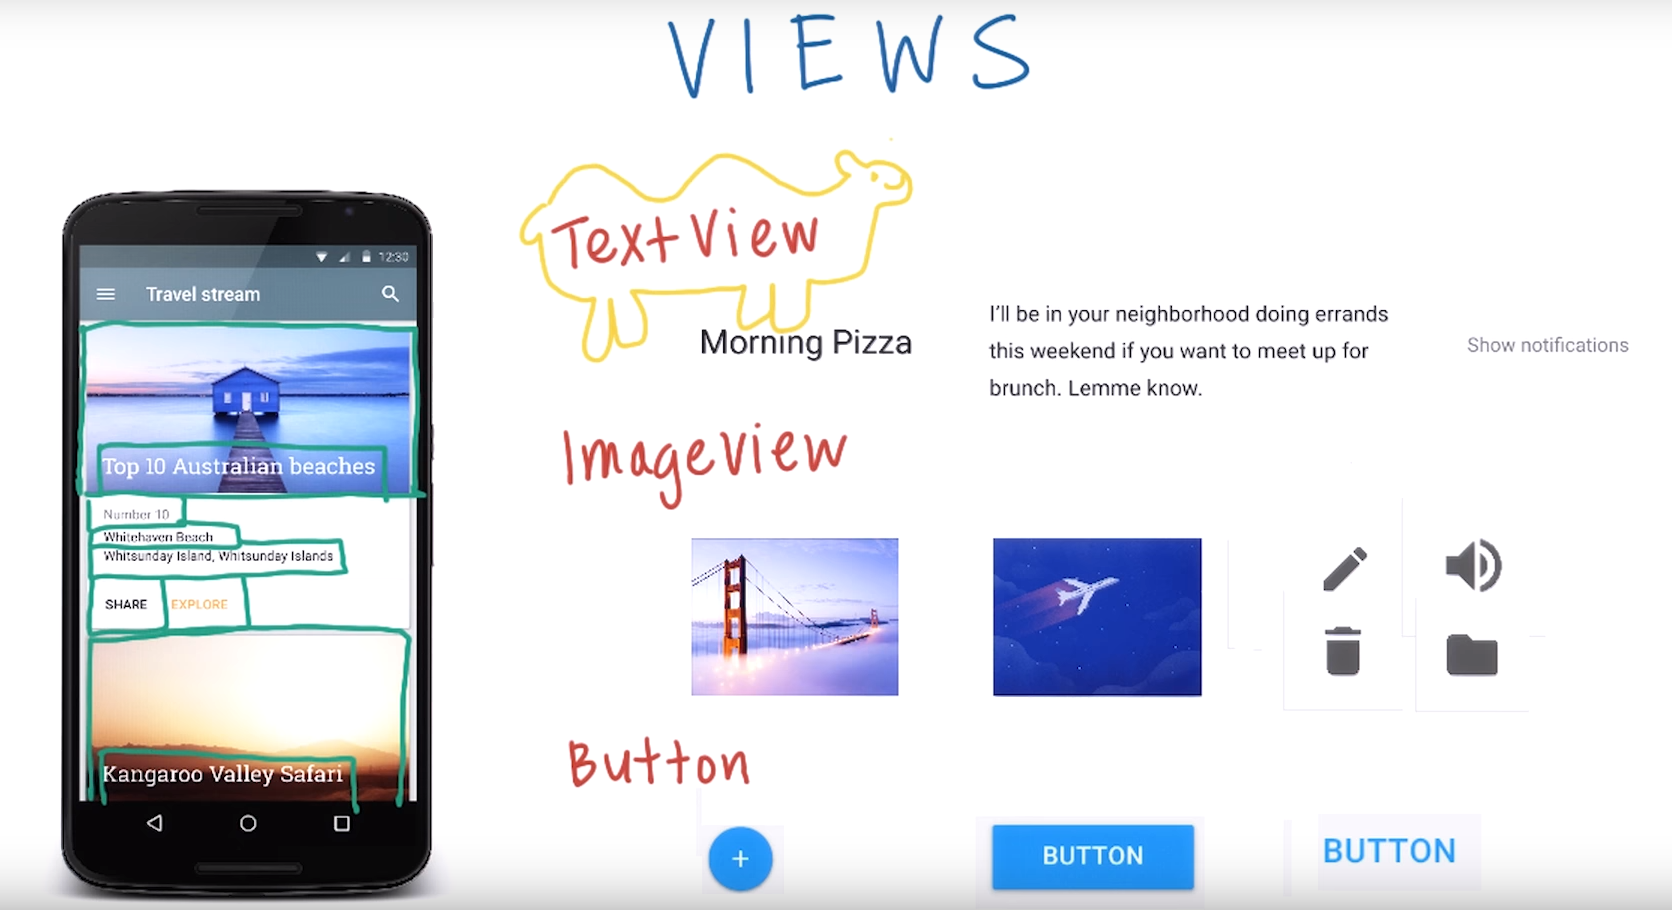 VIEWS
12:30
Travel stream
Top 10 Australian beaches
Number 10
Whitehaven Beach
Whitsunday Island, Whitsunday Islands
SHARE EXPLORE
Kangaroo Valley Safari
TextView
Morning Pizza
I'll be in your neighborhood doing errands
this weekend if you want to meet up for
brunch. Lemme know.
Show notifications
ImageView
Button
+
BUTTON
BUTTON